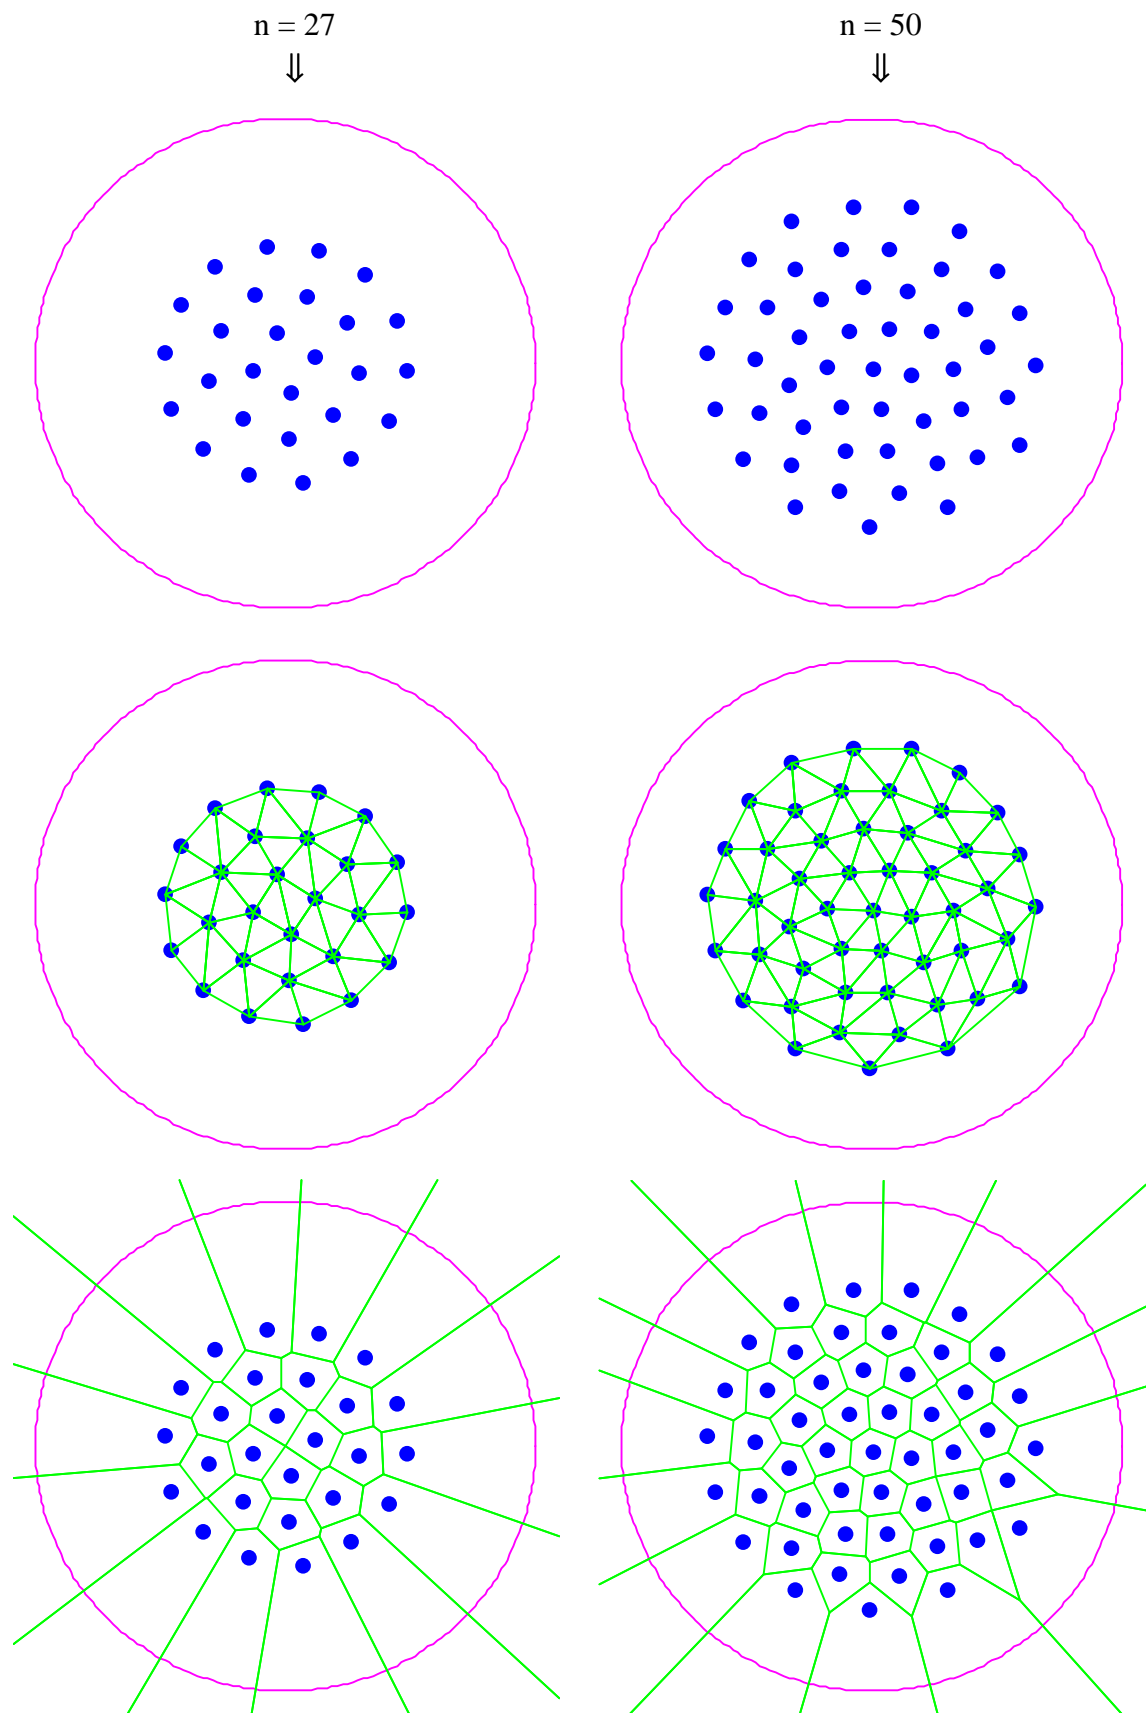 n = 27 n = 50
⇓ ⇓